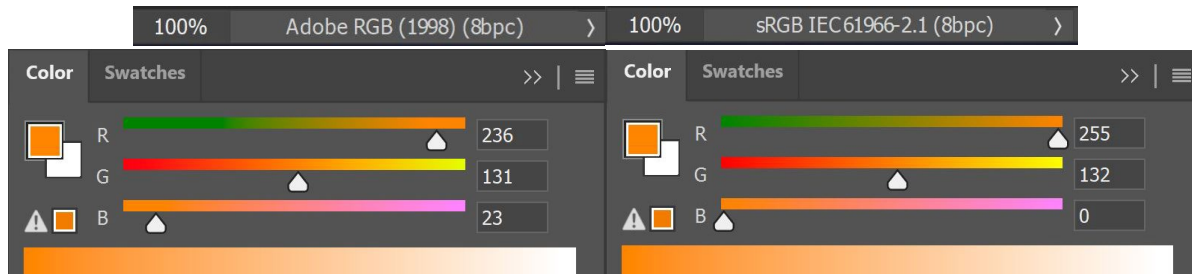 100% Adobe RGB (1998) (8bpc) 100% sRGB IEC61966-2.1 (8bpc)
Color Swatches
R 236
G 131
B 23
Color Swatches
R 255
G 132
B 0